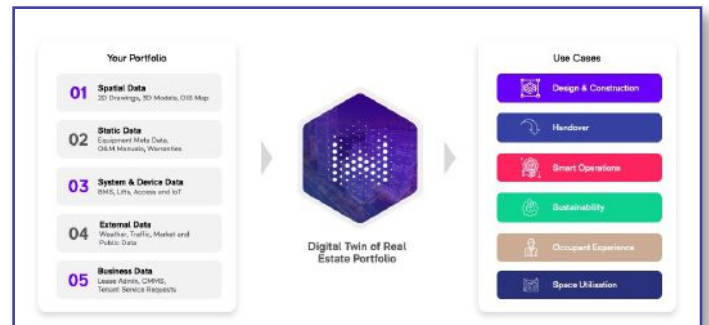 Your Portfolio
01
Spatial Data
2D Drawings, 3D Models, GIS Map
02
Static Data
Equipment Meta Data,
O&M Manuals, Warranties
03
System & Device Data
BMS, Lifts, Access and IoT
04
External Data
Weather, Traffic, Market and
Public Data
05
Business Data
Lease Admin, CMMS,
Tenant Service Requests
Digital Twin of Real
Estate Portfolio
Use Cases
Design & Construction
Handover
Smart Operations
Sustainability
Occupant Experience
Space Utilisation